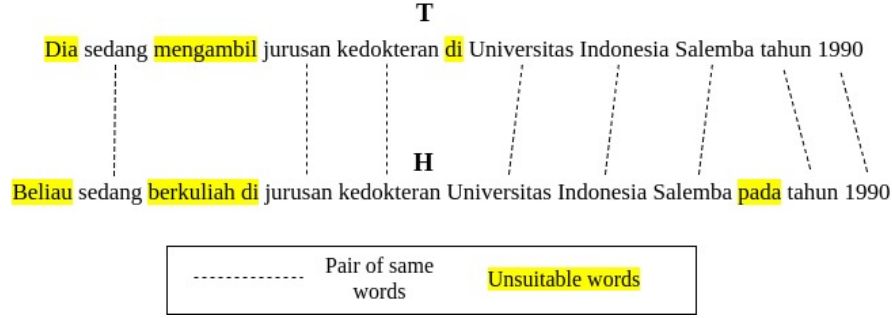 T
Dia sedang mengambil jurusan kedokteran di Universitas Indonesia Salemba tahun 1990
H
Beliau sedang berkuliah di jurusan kedokteran Universitas Indonesia Salemba pada tahun 1990
Pair of same
words
Unsuitable words